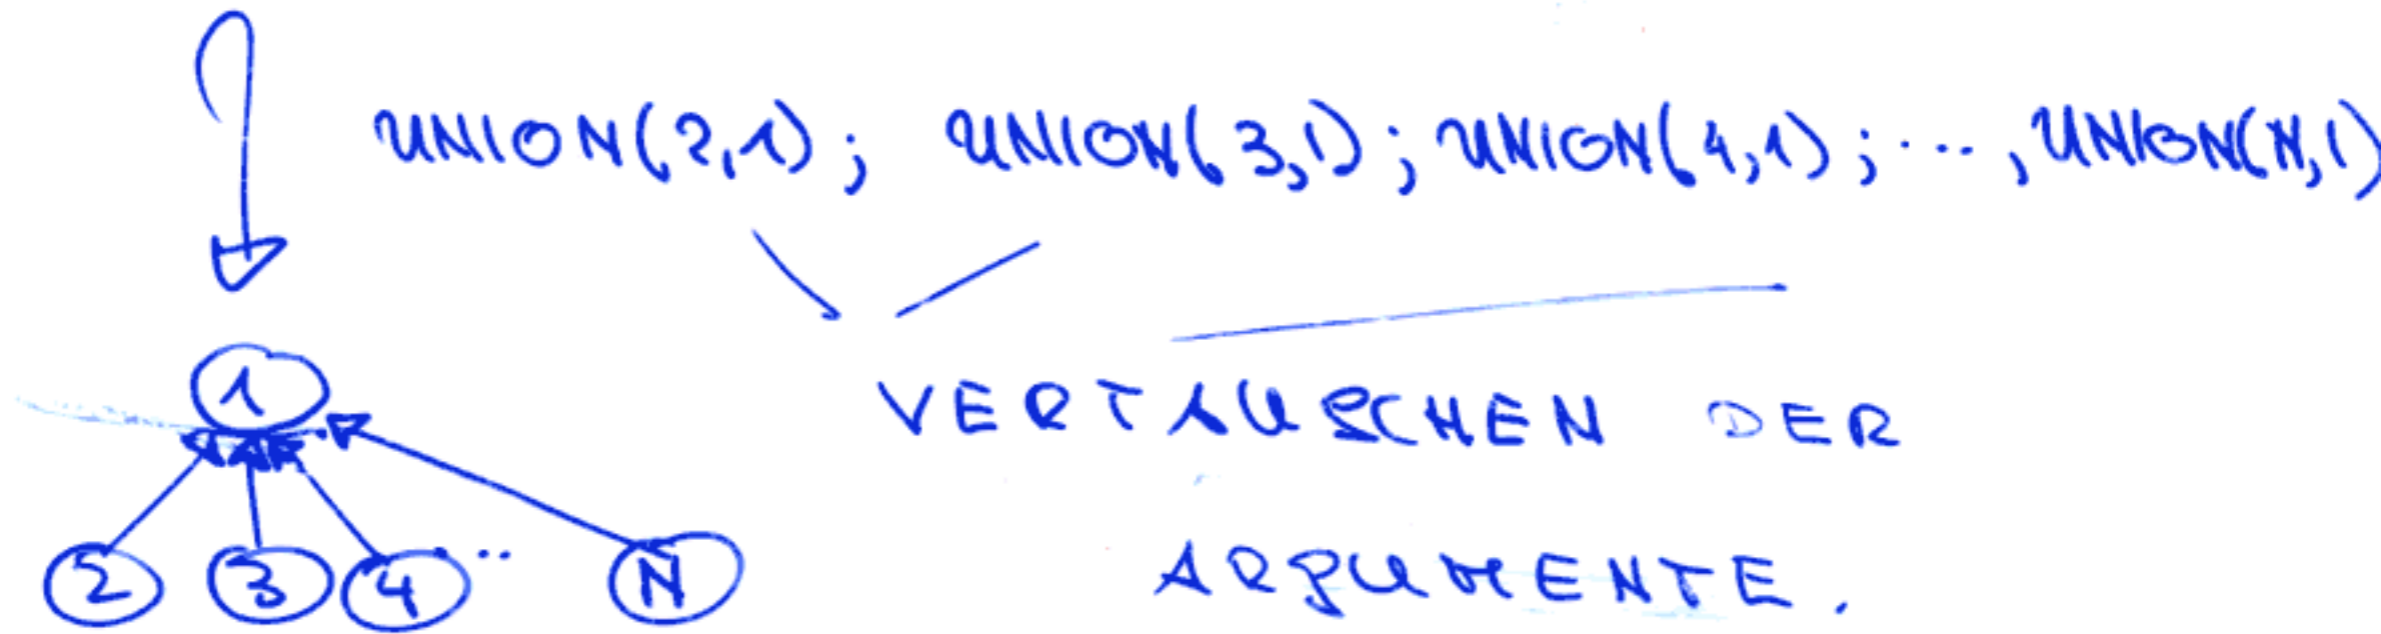 UNION(2,1); UNION(3,1); UNION(4,1); ..., UNION(N,1)
1
VERTAUSCHEN DER
2 3 4 ... N
ARGUMENTE.